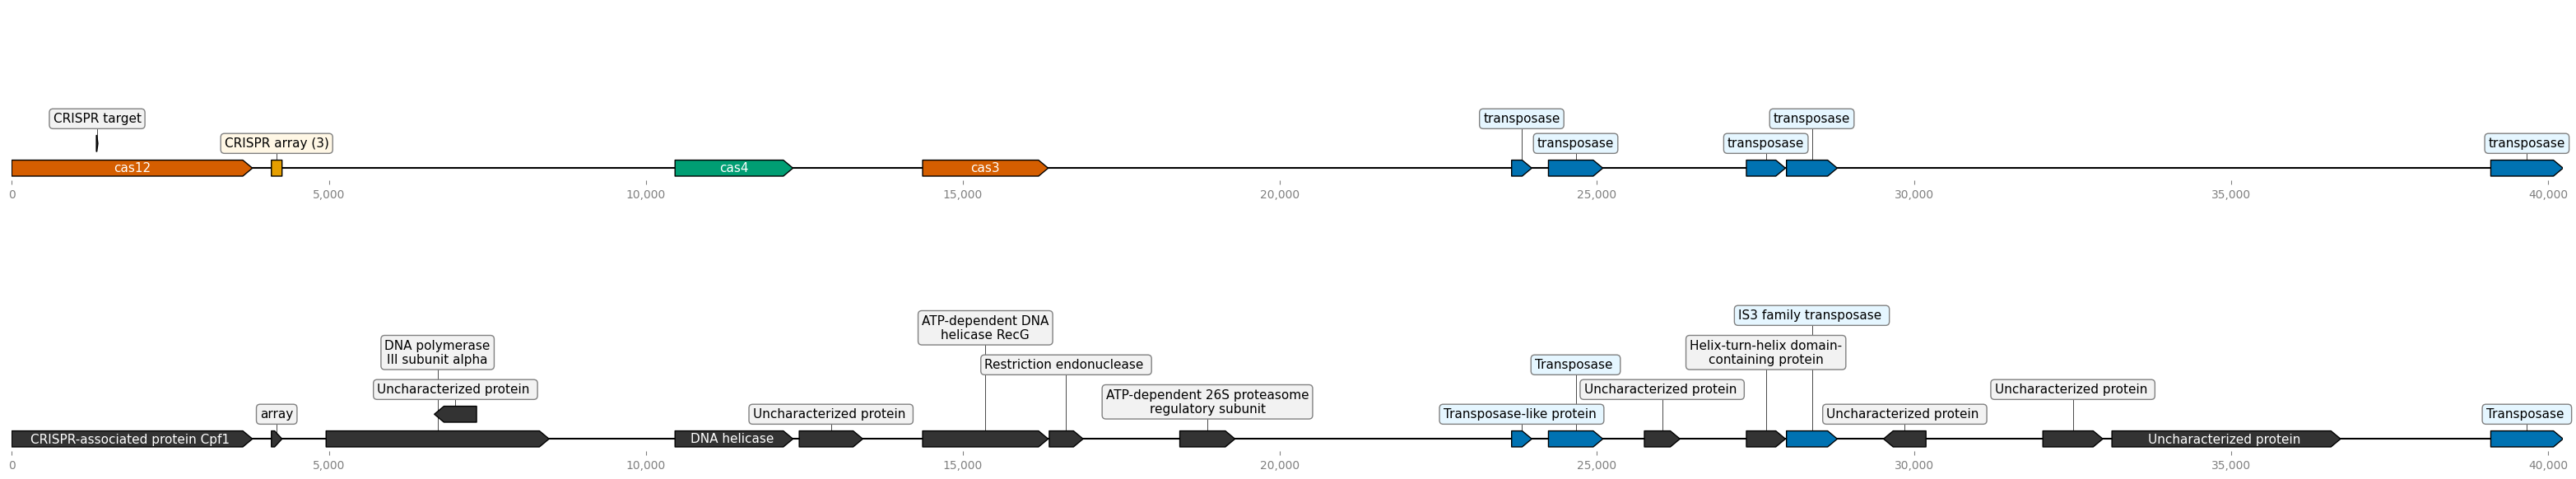 CRISPR target
transposase
transposase
CRISPR array (3)
transposase
transposase
transposase
cas12
cas4
cas3
0
5,000
10,000
15,000
20,000
25,000
30,000
35,000
40,000
IS3 family transposase
ATP-dependent DNA
helicase RecG
DNA polymerase
III subunit alpha
Helix-turn-helix domain-
containing protein
Restriction endonuclease
Transposase
Uncharacterized protein
ATP-dependent 26S proteasome
regulatory subunit
Uncharacterized protein
Uncharacterized protein
array
Uncharacterized protein
Transposase-like protein
Uncharacterized protein
Transposase
CRISPR-associated protein Cpf1
DNA helicase
Uncharacterized protein
0
5,000
10,000
15,000
20,000
25,000
30,000
35,000
40,000